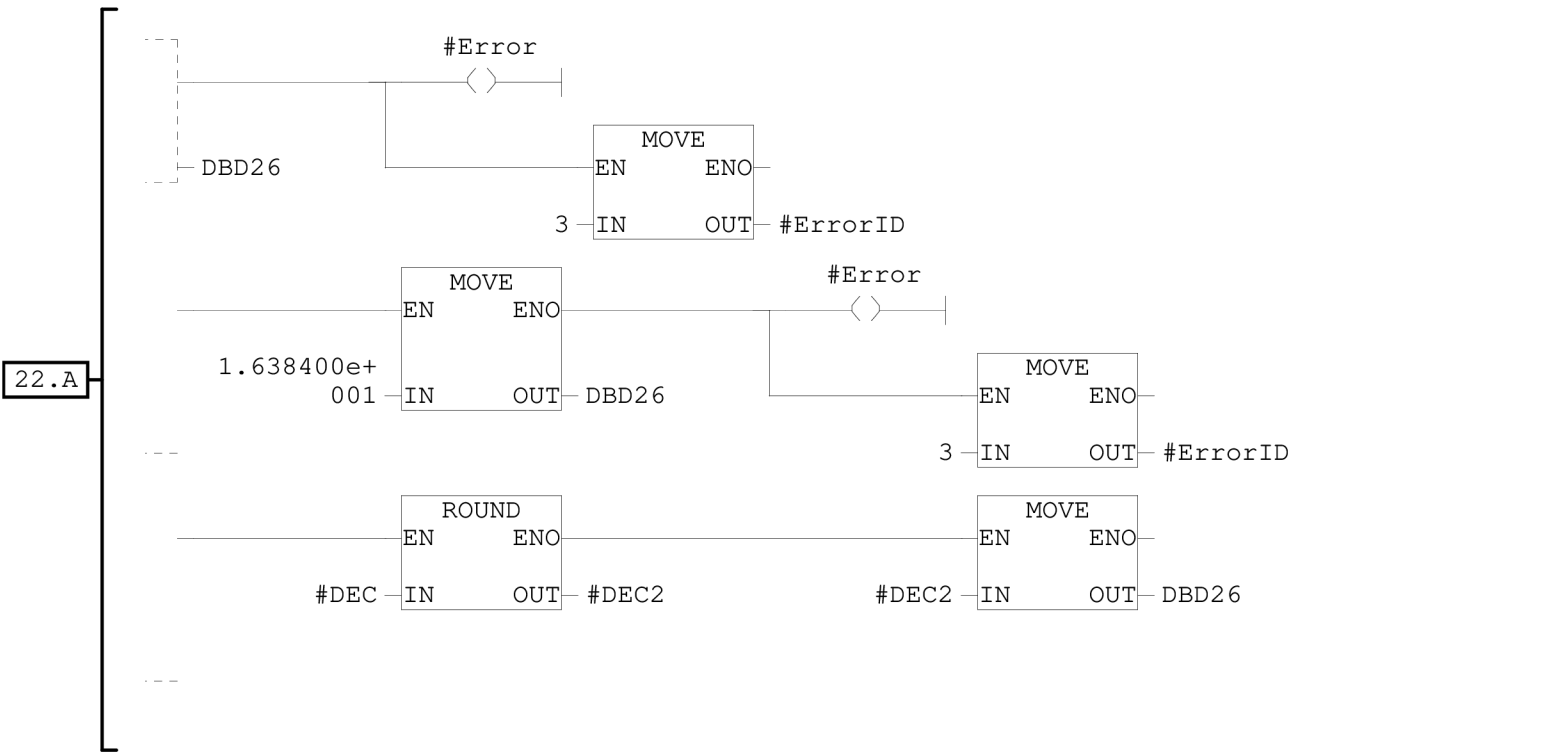 #Error
MOVE
DBD26
EN ENO
3 IN OUT #ErrorID
#Error
MOVE
EN ENO
1.638400e+
MOVE
22.A
001 IN OUT DBD26
EN ENO
3 IN OUT #ErrorID
ROUND MOVE
EN ENO EN ENO
#DEC IN OUT #DEC2 #DEC2 IN OUT DBD26